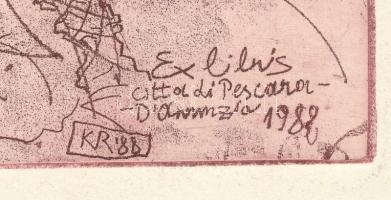 Ex libris
Città di Pescara-
-D'Annunzio 1988
KR'88